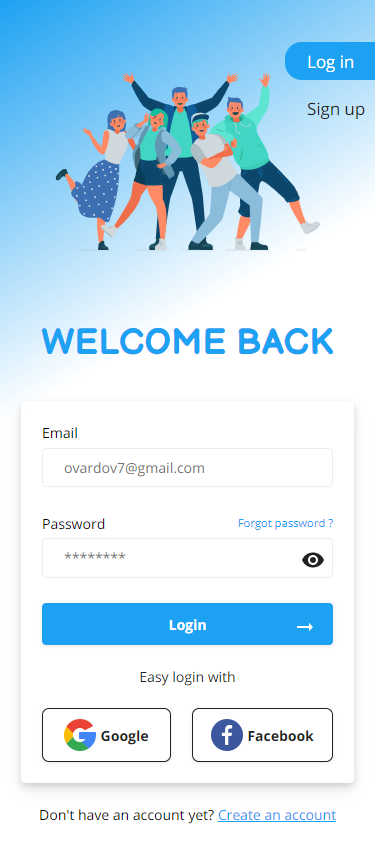 Log in
Sign up
WELCOME BACK
Email
ovardov7@gmail.com
Password
Forgot password ?
********
Login
Easy login with
Google
Facebook
Don't have an account yet? Create an account